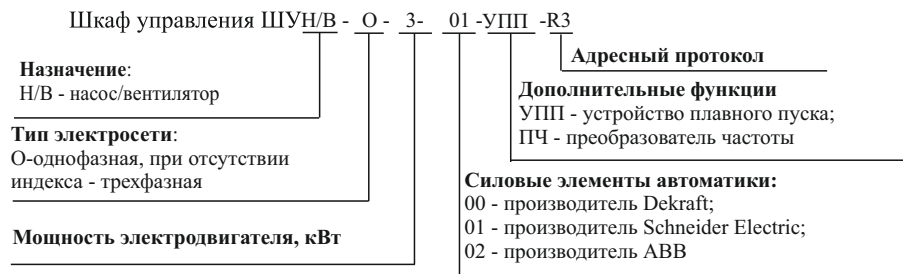 Шкаф управления ШУН/В - О - 3- 01 -УПП -R3
Адресный протокол
Назначение:
Н/В - насос/вентилятор
Дополнительные функции
УПП - устройство плавного пуска;
ПЧ - преобразователь частоты
Тип электросети:
О-однофазная, при отсутствии
индекса - трехфазная
Силовые элементы автоматики:
00 - производитель Dekraft;
01 - производитель Schneider Electric;
02 - производитель ABB
Мощность электродвигателя, кВт